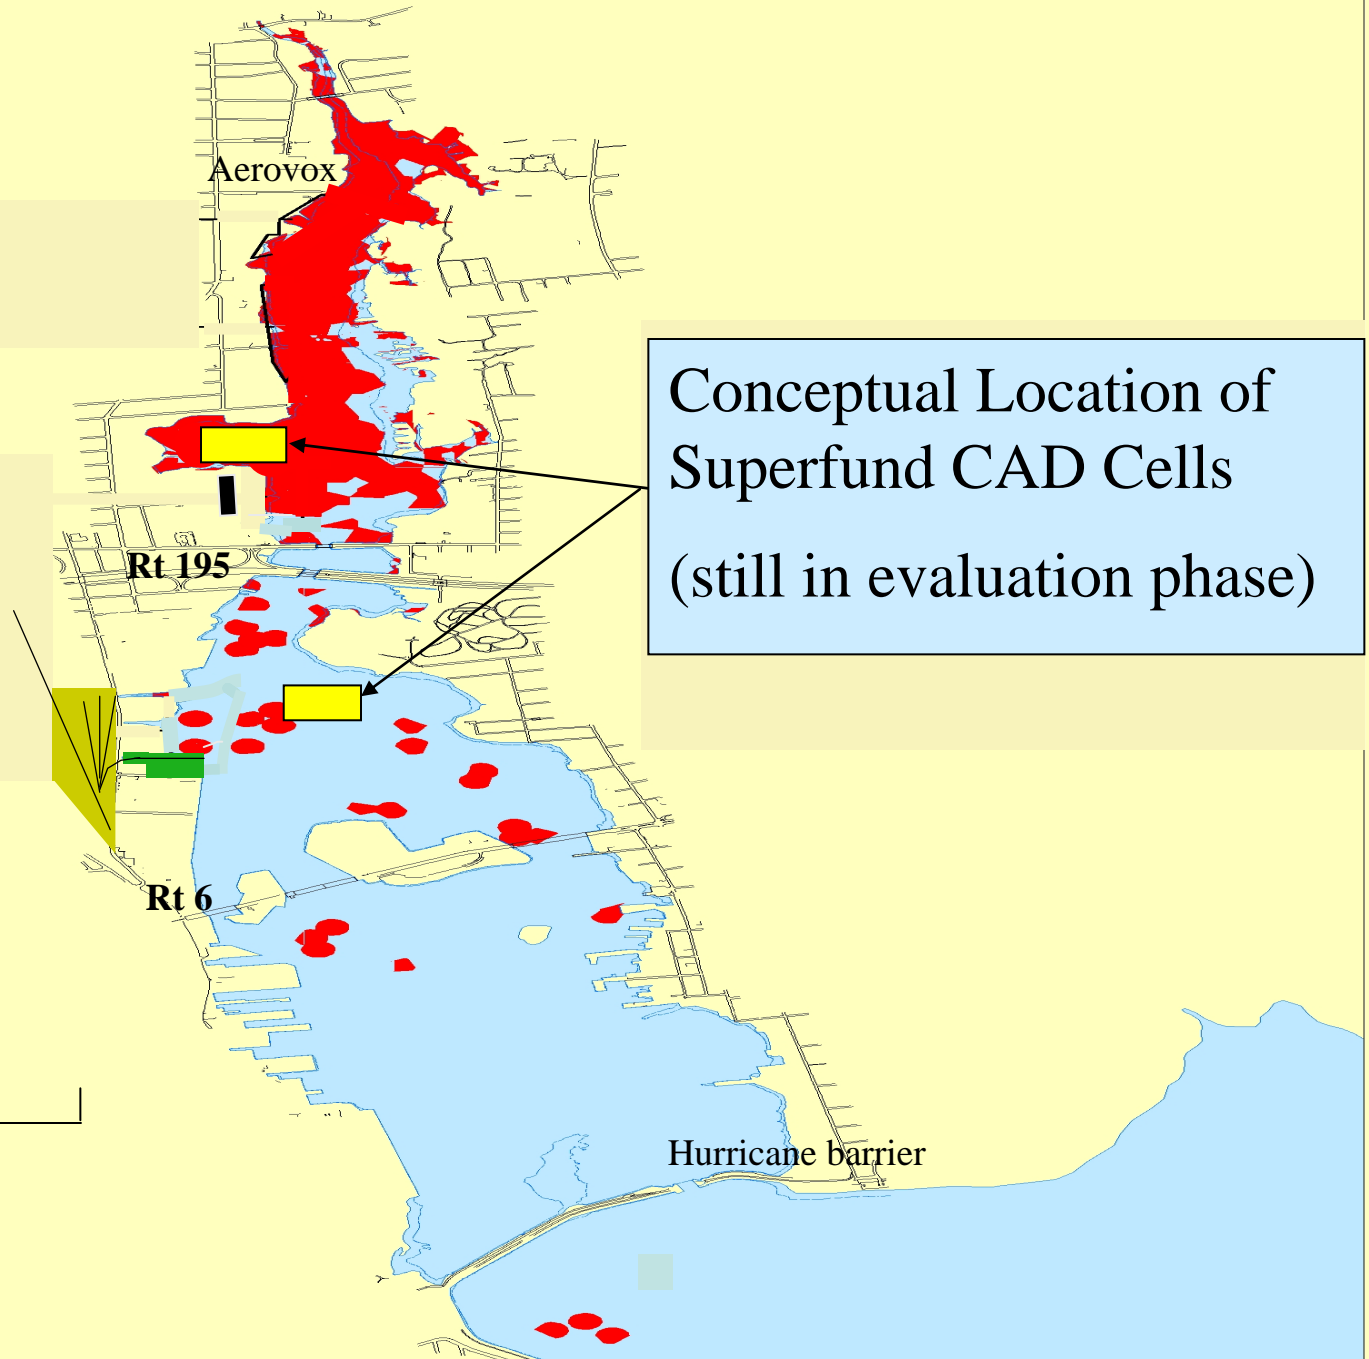 Aerovox
Conceptual Location of
Superfund CAD Cells
(still in evaluation phase)
Rt 195
Rt 6
Hurricane barrier